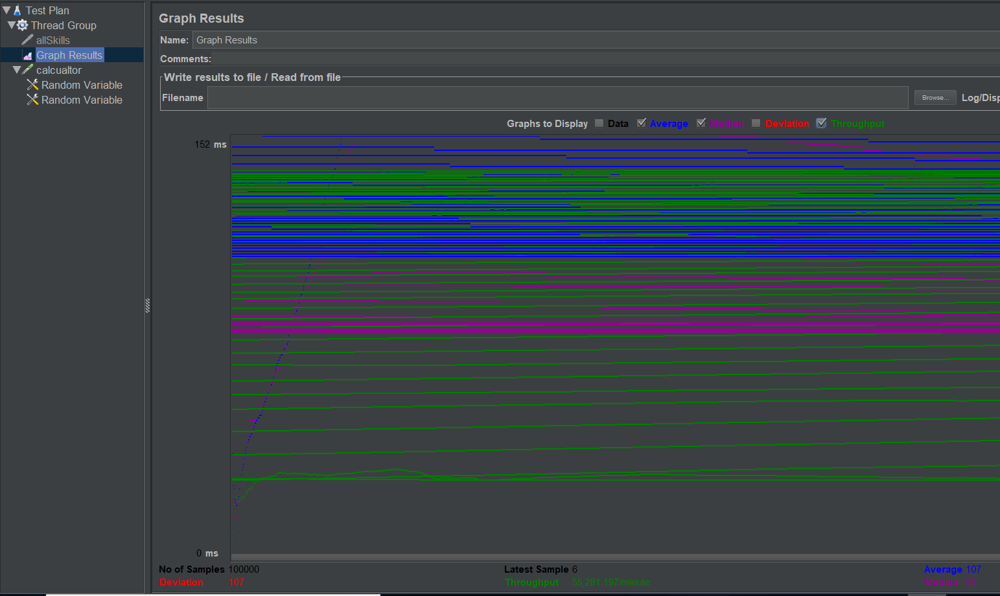 Test Plan
Thread Group
allSkills
Graph Results
calcualtor
Random Variable
Random Variable
Graph Results
Name: Graph Results
Comments:
Write results to file / Read from file
Filename Browse... Log/Disp
Graphs to Display Data Average Median Deviation Throughput
152 ms
0 ms
No of Samples 100000 Latest Sample 6 Average 107
Deviation 107 Throughput 55,281.197/minute Median 80